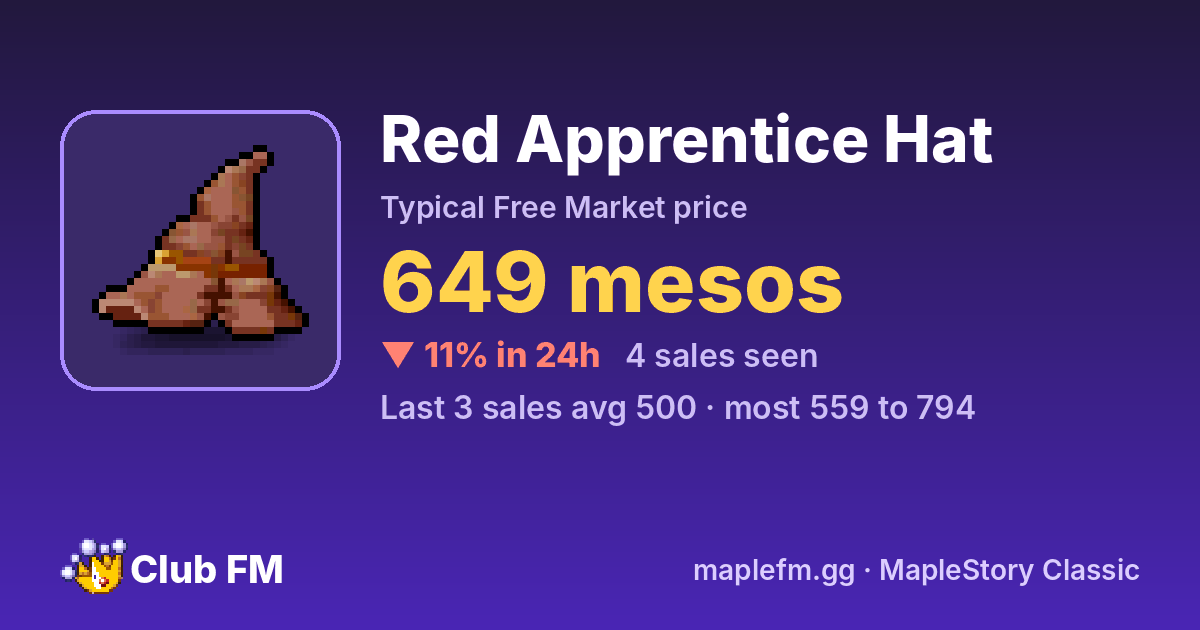 Red Apprentice Hat
Typical Free Market price
649 mesos
▼ 11% in 24h 4 sales seen
Last 3 sales avg 500 · most 559 to 794
Club FM
maplefm.gg · MapleStory Classic